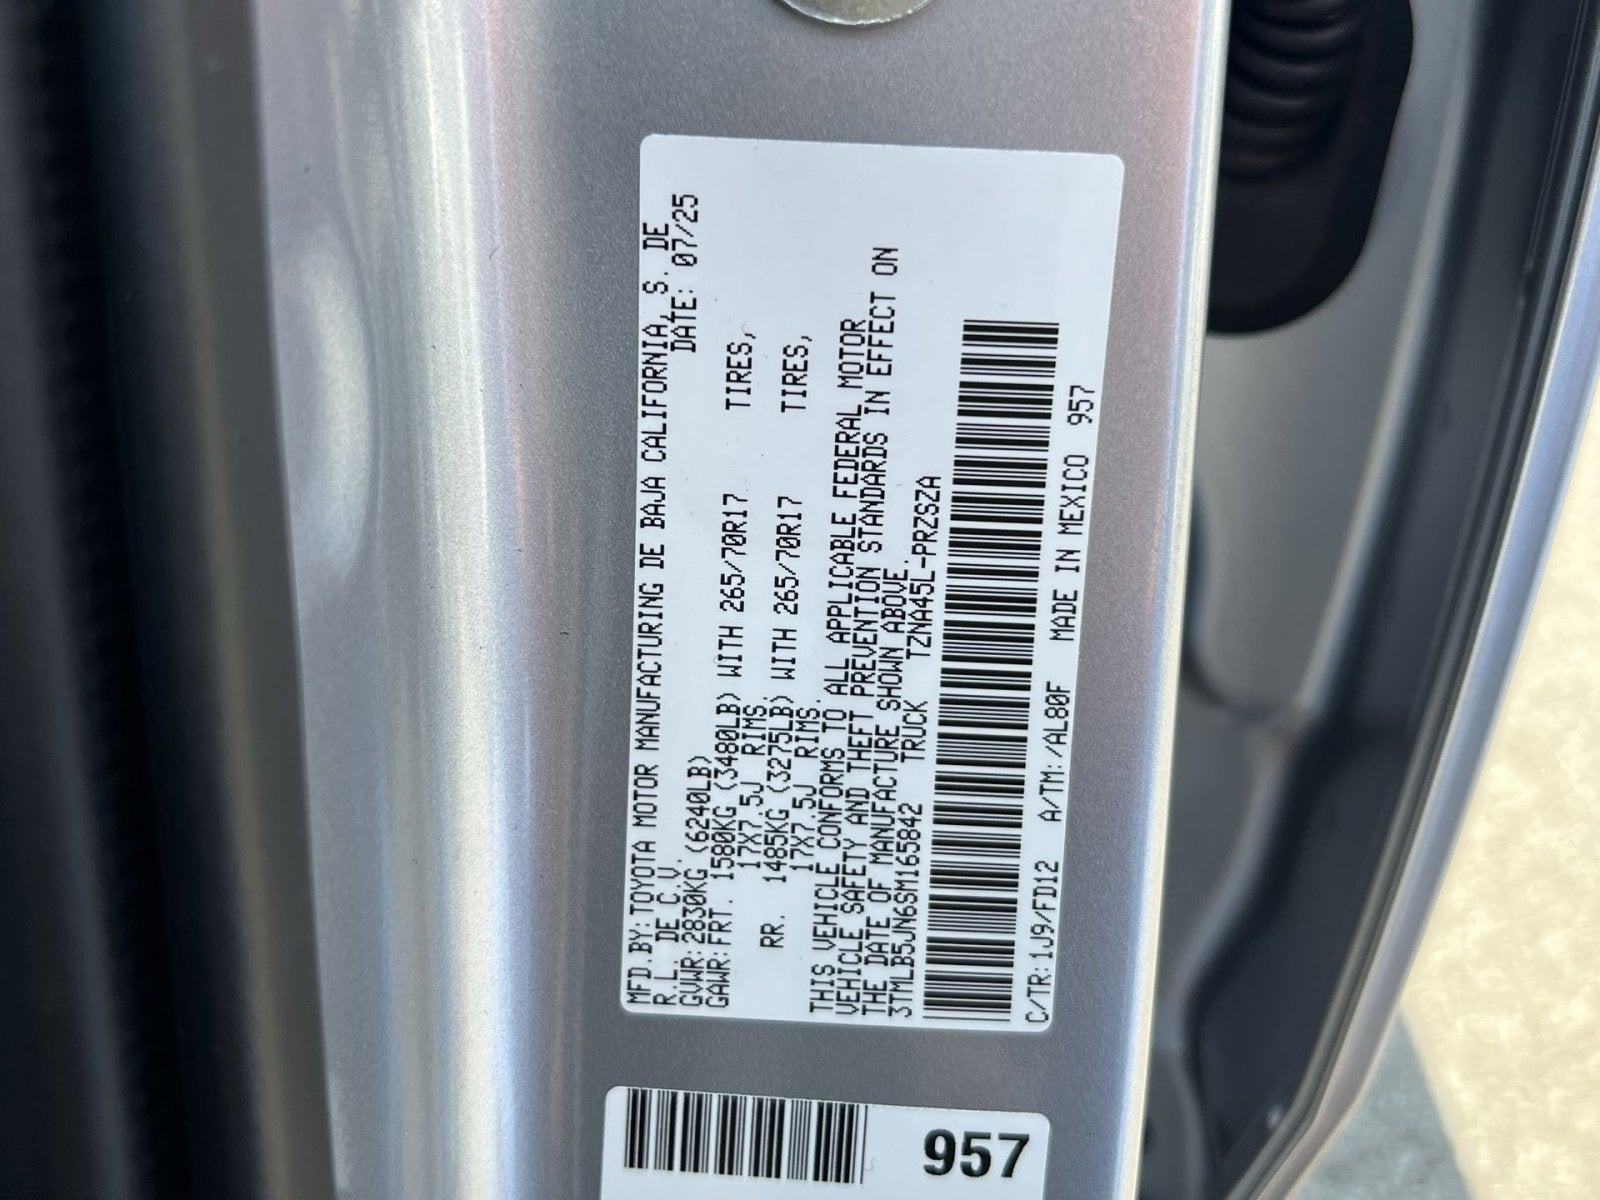 MFD.BY:TOYOTA MOTOR MANUFACTURING DE BAJA CALIFORNIA, S. DE
R.L. DE C.V. DATE: 07/25
GVWR:2830KG (6240LB)
GAWR:FRT. 1580KG (3480LB) WITH 265/70R17 TIRES,
17X7.5J RIMS.
RR. 1485KG (3275LB) WITH 265/70R17 TIRES,
17X7.5J RIMS.
THIS VEHICLE CONFORMS TO ALL APPLICABLE FEDERAL MOTOR
VEHICLE SAFETY AND THEFT PREVENTION STANDARDS IN EFFECT ON
THE DATE OF MANUFACTURE SHOWN ABOVE.
3TMLB5JN6SM165842 TRUCK TZNA45L-PRZSZA
C/TR:1J9/FD12 A/TM:/AL80F MADE IN MEXICO 957
957